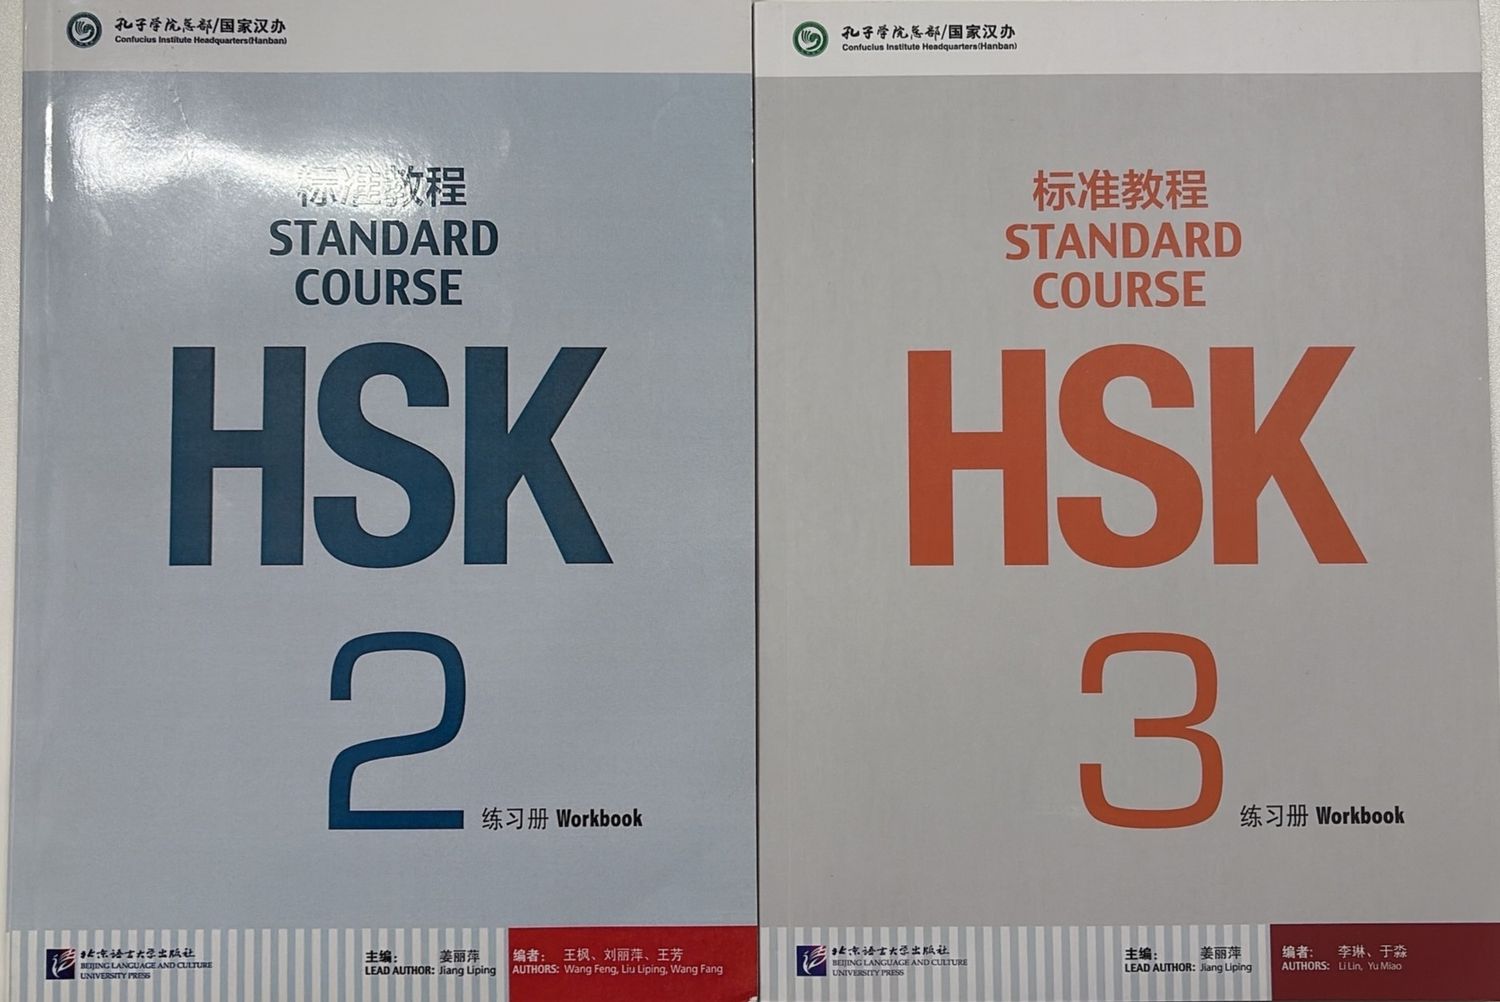 孔子学院总部/国家汉办
Confucius Institute Headquarters(Hanban)
标准教程
STANDARD
COURSE
HSK
2
练习册 Workbook
北京语言大学出版社
BEIJING LANGUAGE AND CULTURE
UNIVERSITY PRESS
主编： 姜丽萍
LEAD AUTHOR: Jiang Liping
编者： 王枫、刘丽萍、王芳
AUTHORS: Wang Feng, Liu Liping, Wang Fang
孔子学院总部/国家汉办
Confucius Institute Headquarters(Hanban)
标准教程
STANDARD
COURSE
HSK
3
练习册 Workbook
北京语言大学出版社
BEIJING LANGUAGE AND CULTURE
UNIVERSITY PRESS
主编： 姜丽萍
LEAD AUTHOR: Jiang Liping
编者： 李琳、于淼
AUTHORS: Li Lin, Yu Miao